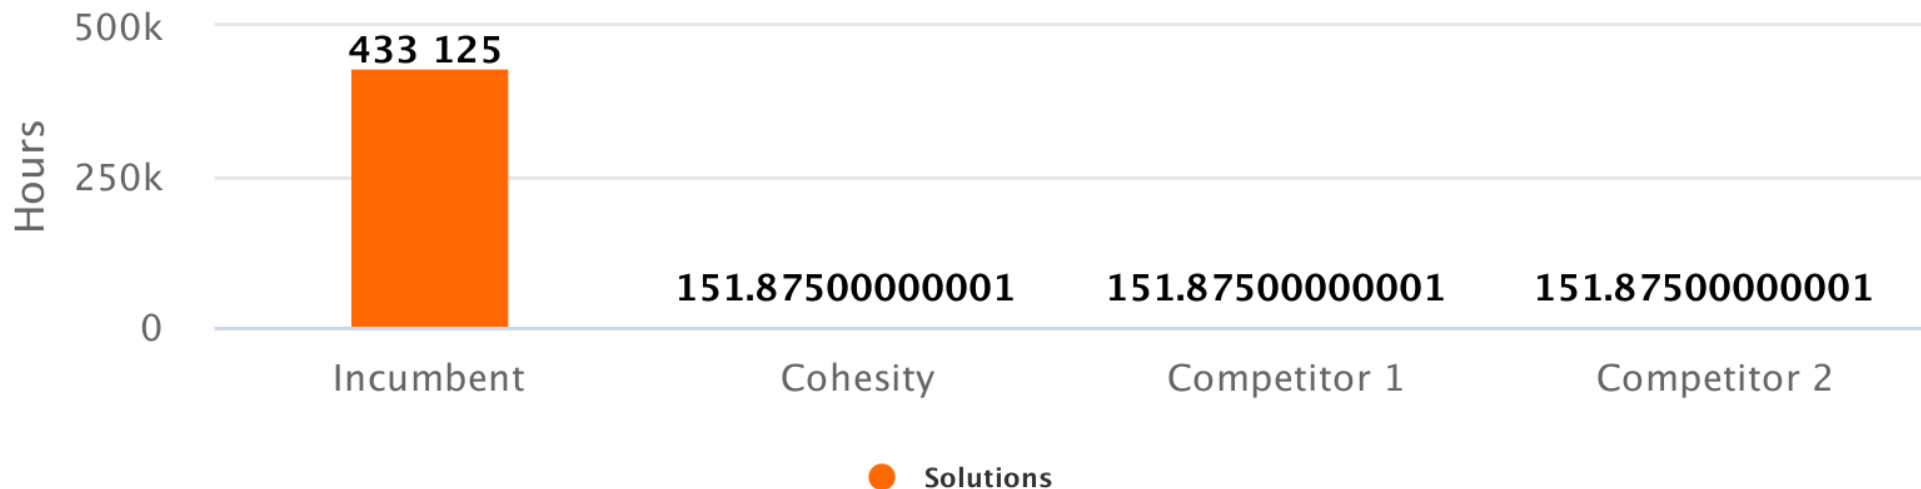 500k
433 125
Hours
250k
151.87500000001
151.87500000001
151.87500000001
0
Incumbent
Cohesity
Competitor 1
Competitor 2
Solutions